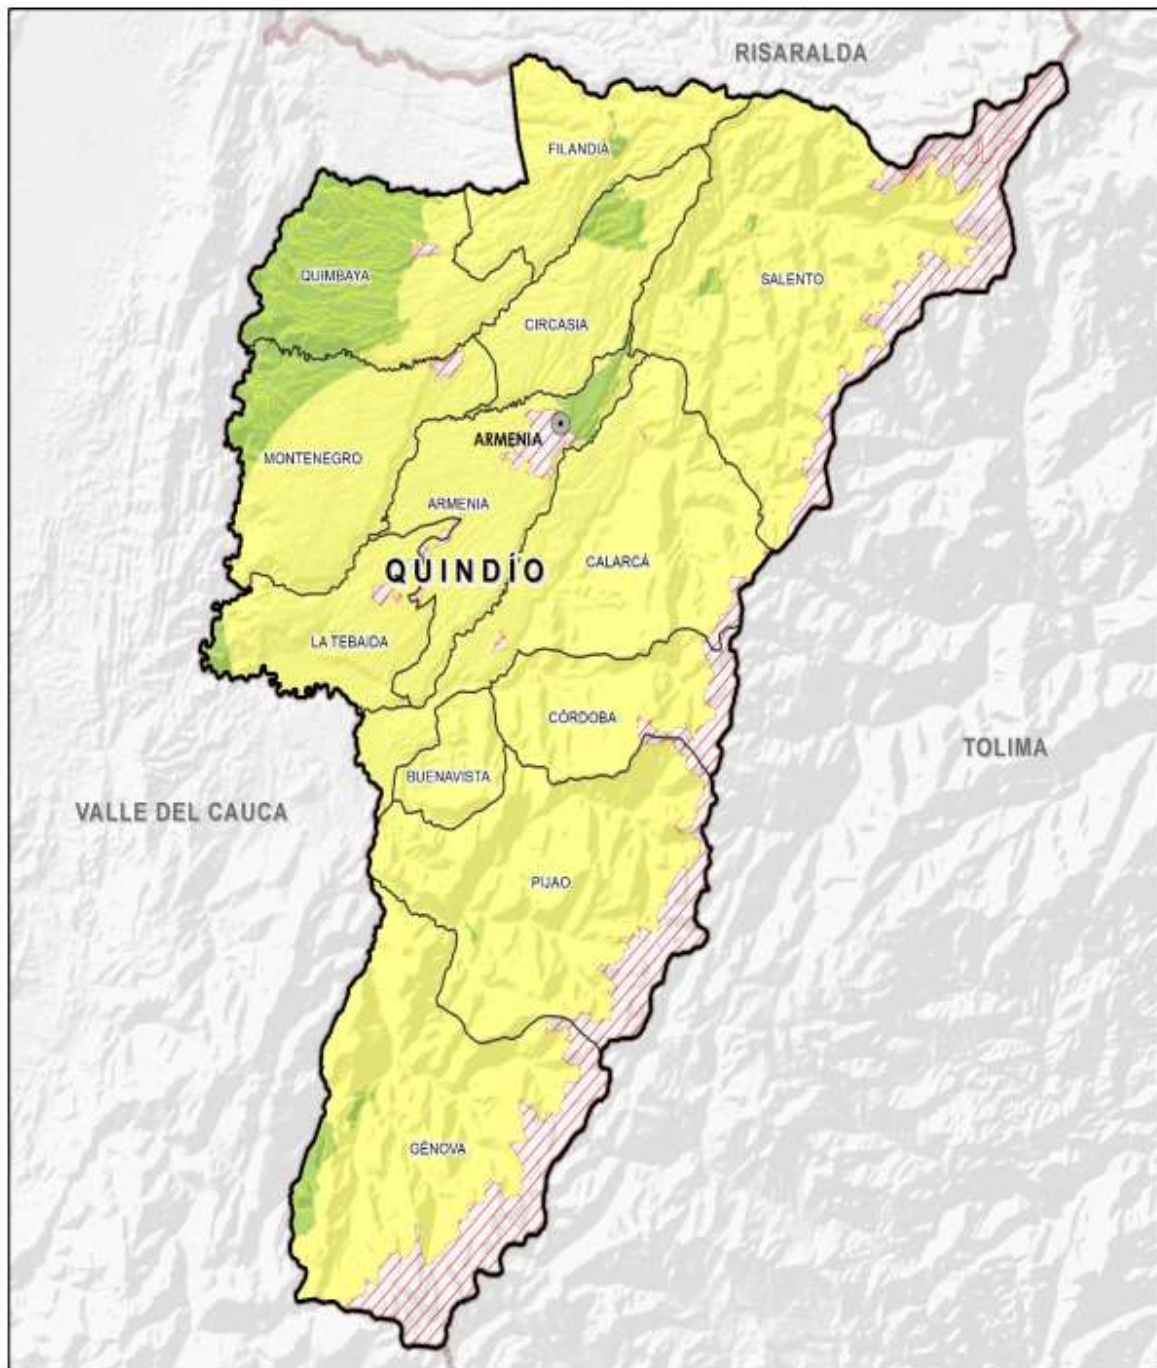 RISARALDA
FILANDIA
QUIMBAYA
SALENTO
CIRCASIA
ARMENIA
MONTENEGRO
ARMENIA
CALARCÁ
QUINDÍO
LA TEBAIDA
CÓRDOBA
TOLIMA
BUENAVISTA
VALLE DEL CAUCA
PIJAO
GÉNOVA